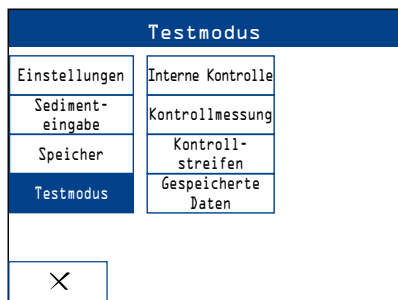 Testmodus
Einstellungen
Sediment-
eingabe
Speicher
Testmodus
Interne Kontrolle
Kontrollmessung
Kontroll-
streifen
Gespeicherte
Daten